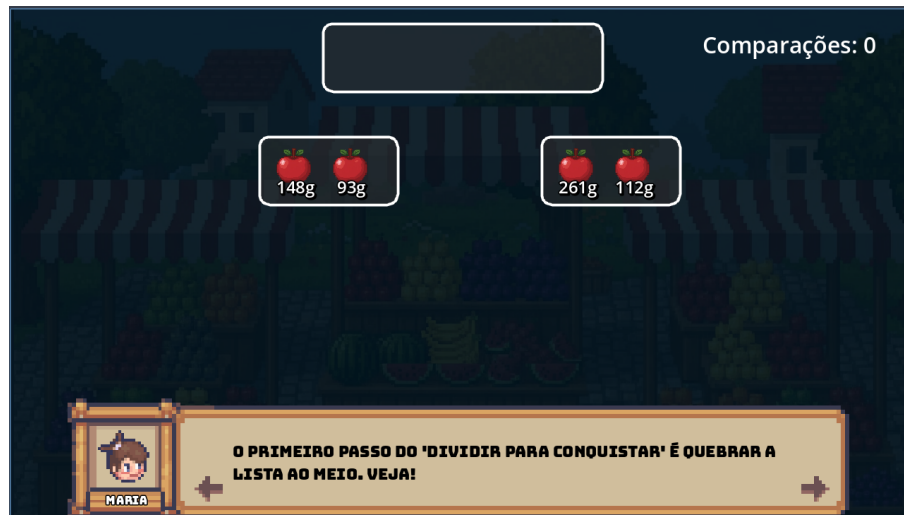 Comparações: 0
148g 93g 261g 112g
O PRIMEIRO PASSO DO 'DIVIDIR PARA CONQUISTAR' É QUEBRAR A
LISTA AO MEIO. VEJA!
MARIA